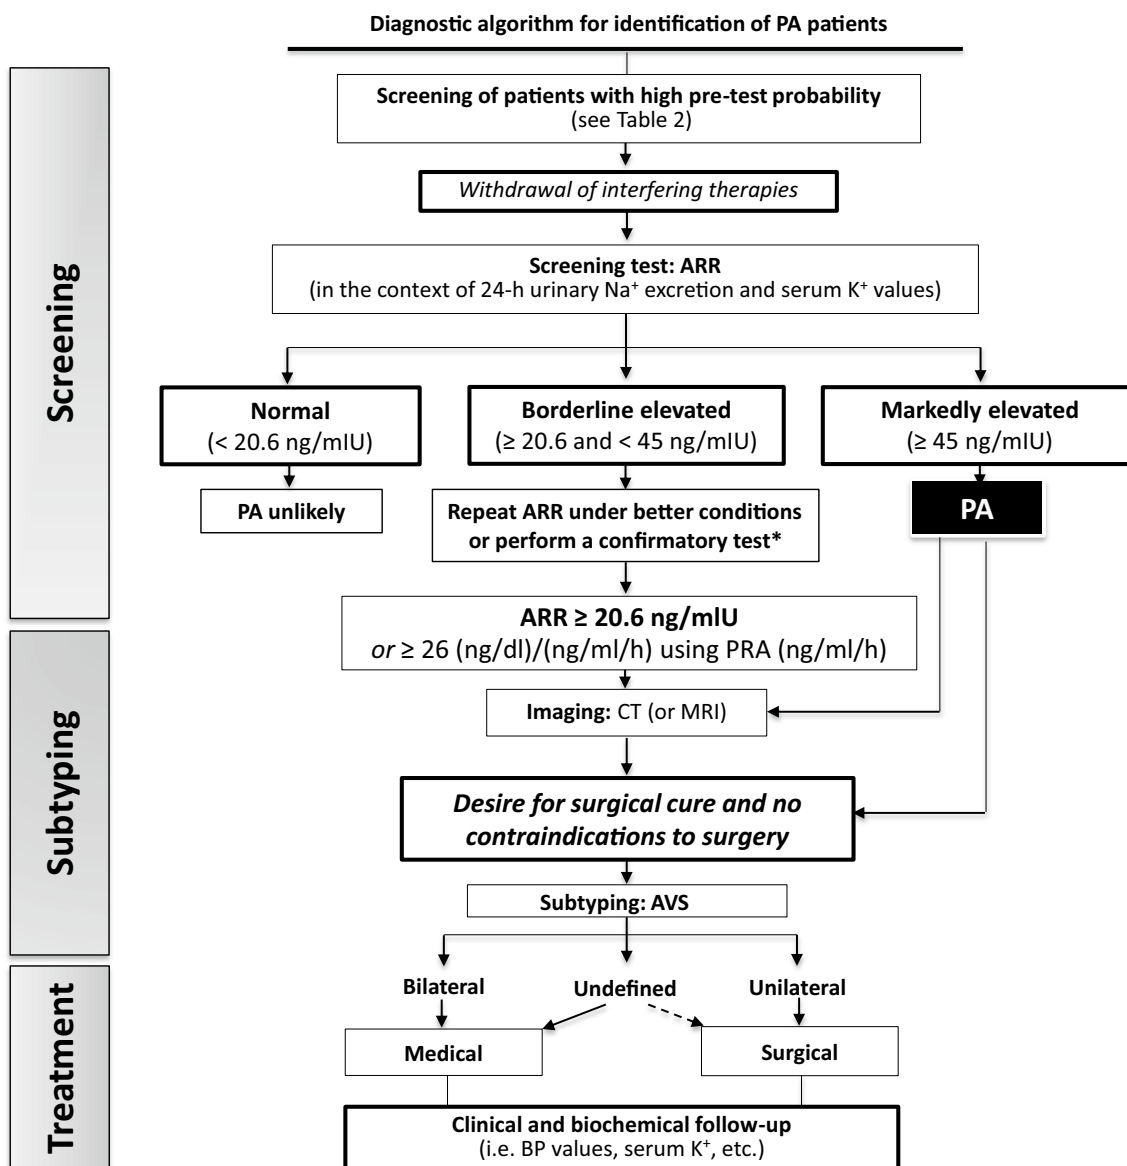 Diagnostic algorithm for identification of PA patients
Screening
Screening of patients with high pre-test probability
(see Table 2)
Withdrawal of interfering therapies
Screening test: ARR
(in the context of 24-h urinary Na⁺ excretion and serum K⁺ values)
Normal
(< 20.6 ng/mIU)
Borderline elevated
(≥ 20.6 and < 45 ng/mIU)
Markedly elevated
(≥ 45 ng/mIU)
PA unlikely
Repeat ARR under better conditions
or perform a confirmatory test*
PA
ARR ≥ 20.6 ng/mIU
or ≥ 26 (ng/dl)/(ng/ml/h) using PRA (ng/ml/h)
Subtyping
Imaging: CT (or MRI)
Desire for surgical cure and no
contraindications to surgery
Subtyping: AVS
Treatment
Bilateral
Undefined
Unilateral
Medical
Surgical
Clinical and biochemical follow-up
(i.e. BP values, serum K⁺, etc.)